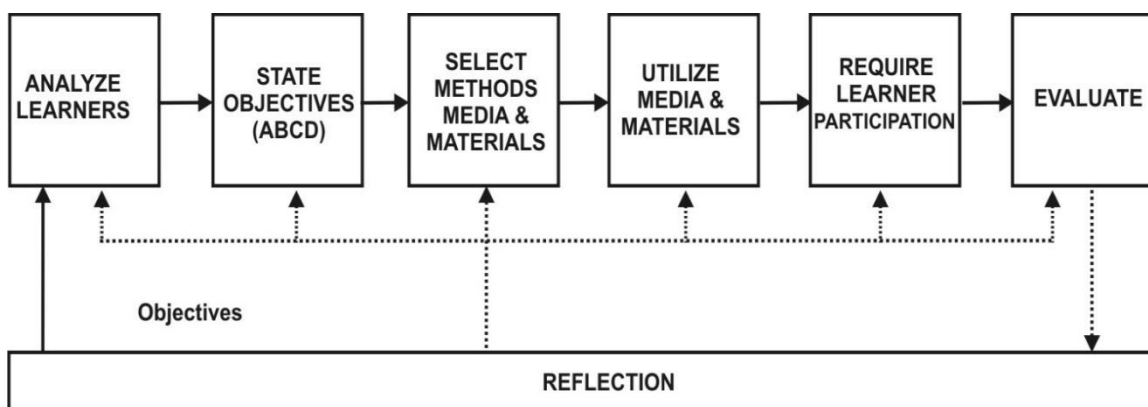 ANALYZE
LEARNERS
STATE
OBJECTIVES
(ABCD)
SELECT
METHODS
MEDIA &
MATERIALS
UTILIZE
MEDIA &
MATERIALS
REQUIRE
LEARNER
PARTICIPATION
EVALUATE
Objectives
REFLECTION